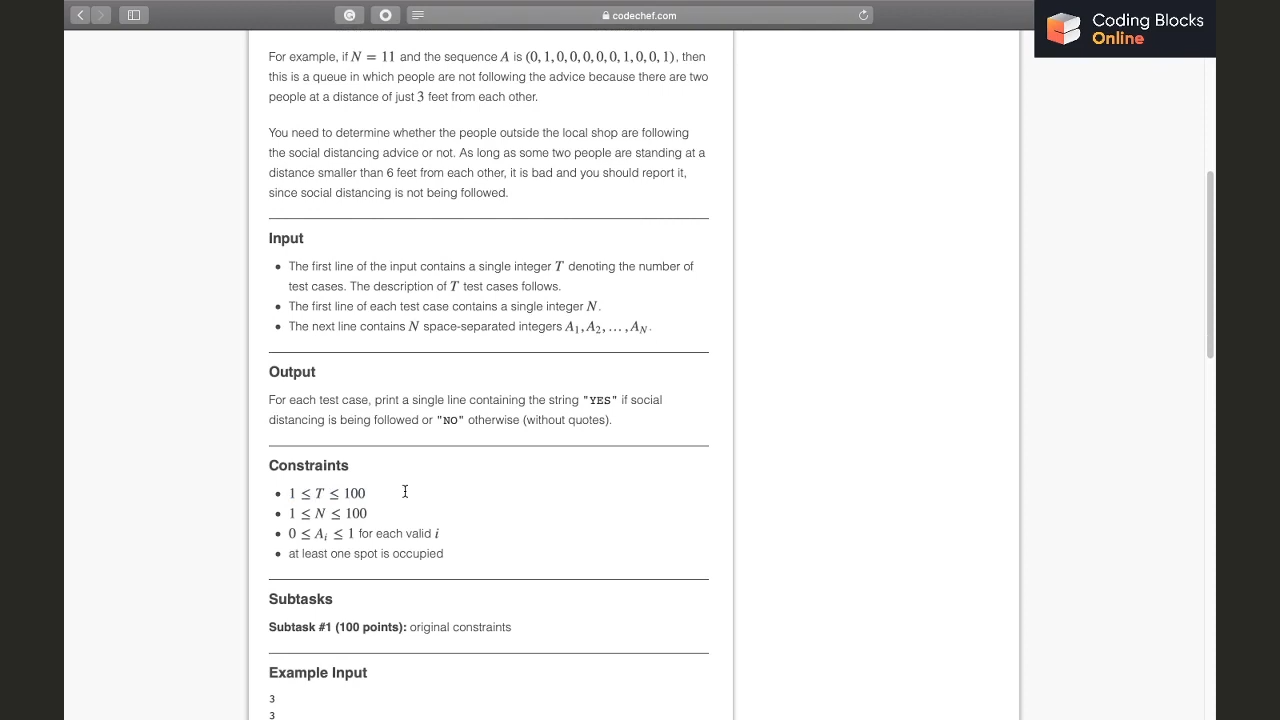 codechef.com
Coding Blocks
Online
For example, if N = 11 and the sequence A is (0, 1, 0, 0, 0, 0, 0, 1, 0, 0, 1), then
this is a queue in which people are not following the advice because there are two
people at a distance of just 3 feet from each other.
You need to determine whether the people outside the local shop are following
the social distancing advice or not. As long as some two people are standing at a
distance smaller than 6 feet from each other, it is bad and you should report it,
since social distancing is not being followed.
Input
• The first line of the input contains a single integer T denoting the number of
test cases. The description of T test cases follows.
• The first line of each test case contains a single integer N.
• The next line contains N space-separated integers A₁, A₂, …, A_N.
Output
For each test case, print a single line containing the string "YES" if social
distancing is being followed or "NO" otherwise (without quotes).
Constraints
• 1 ≤ T ≤ 100
• 1 ≤ N ≤ 100
• 0 ≤ Aᵢ ≤ 1 for each valid i
• at least one spot is occupied
Subtasks
Subtask #1 (100 points): original constraints
Example Input
3
3